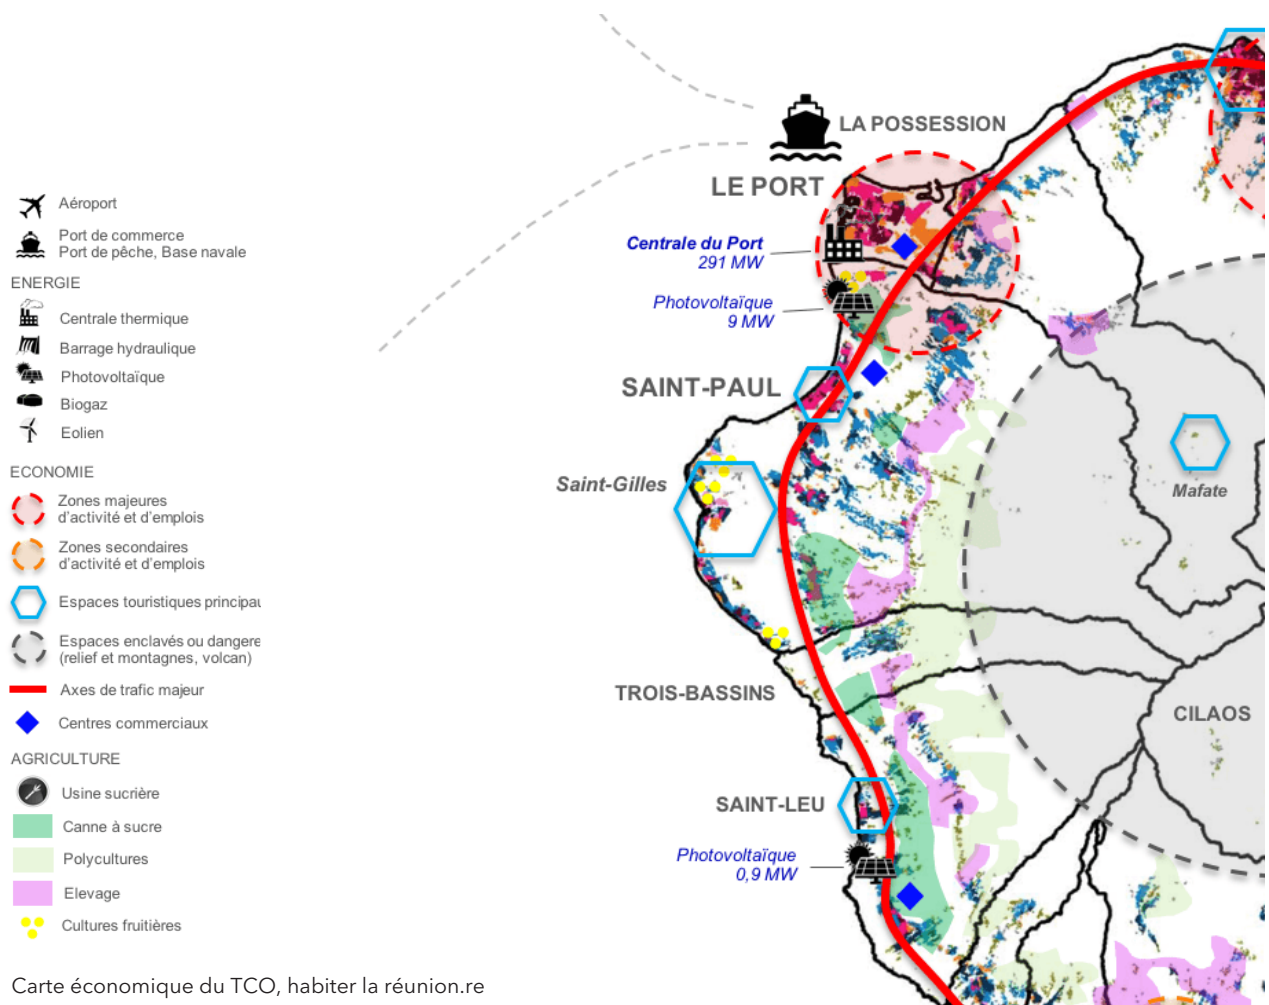 Aéroport
Port de commerce
Port de pêche, Base navale
ENERGIE
Centrale thermique
Barrage hydraulique
Photovoltaïque
Biogaz
Eolien
ECONOMIE
Zones majeures
d'activité et d'emplois
Zones secondaires
d'activité et d'emplois
Espaces touristiques principau
Espaces enclavés ou dangere
(relief et montagnes, volcan)
Axes de trafic majeur
Centres commerciaux
AGRICULTURE
Usine sucrière
Canne à sucre
Polycultures
Elevage
Cultures fruitières
LA POSSESSION
LE PORT
Centrale du Port
291 MW
Photovoltaïque
9 MW
SAINT-PAUL
Saint-Gilles
Mafate
TROIS-BASSINS
CILAOS
SAINT-LEU
Photovoltaïque
0,9 MW
Carte économique du TCO, habiter la réunion.re